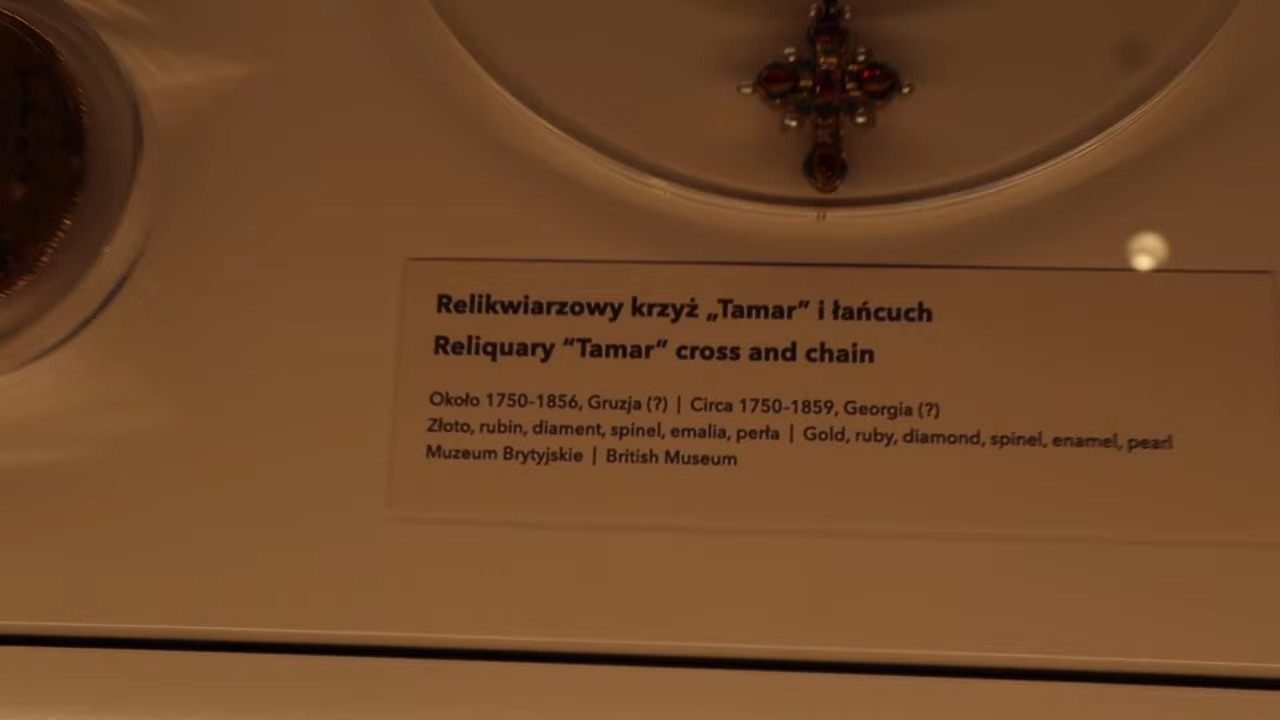 Relikwiarzowy krzyż „Tamar” i łańcuch
Reliquary “Tamar” cross and chain
Około 1750-1856, Gruzja (?) | Circa 1750-1859, Georgia (?)
Złoto, rubin, diament, spinel, emalia, perła | Gold, ruby, diamond, spinel, enamel, pearl
Muzeum Brytyjskie | British Museum